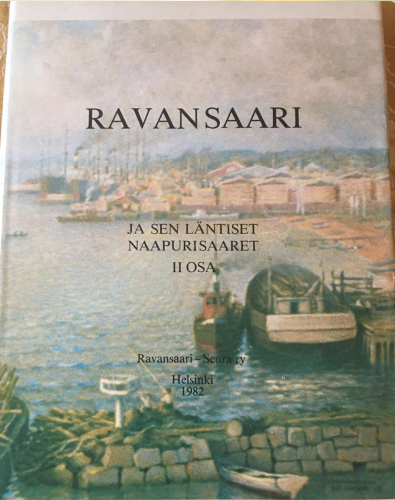 RAVANSAARI
JA SEN LÄNTISET
NAAPURISAARET
II OSA
Ravansaari-Seura ry
Helsinki
1982